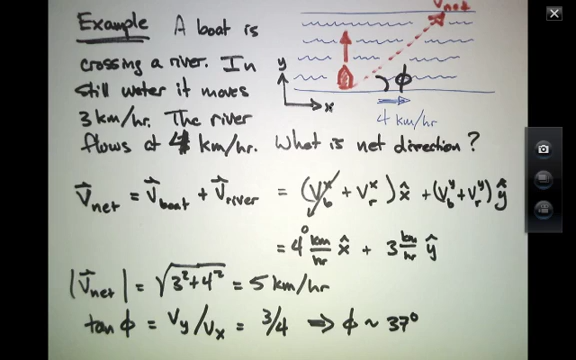 Example A boat is
crossing a river. In
still water it moves
3 km/hr. The river
flows at 4 km/hr. What is net direction?
V⃗net
y
x
ϕ
4 km/hr
V⃗net = V⃗boat + V⃗river = (Vbˣ + Vrˣ) x̂ + (Vbʸ + Vrʸ) ŷ
0
= 4 km/hr x̂ + 3 km/hr ŷ
|V⃗net| = √(3² + 4²) = 5 km/hr
tan ϕ = Vy/Vx = 3/4 ⇒ ϕ ~ 37°